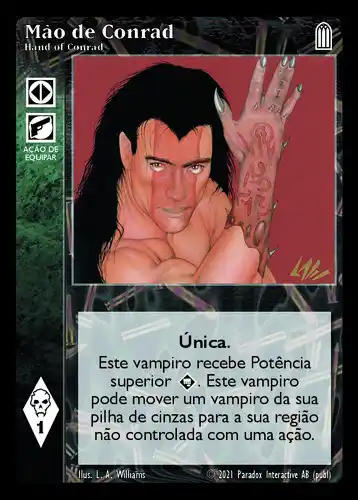 Mão de Conrad
Hand of Conrad
AÇÃO DE
EQUIPAR
Única.
Este vampiro recebe Potência
superior . Este vampiro
pode mover um vampiro da sua
pilha de cinzas para a sua região
não controlada com uma ação.
1
Ilus. L. A. Williams
© 2021 Paradox Interactive AB (publ)